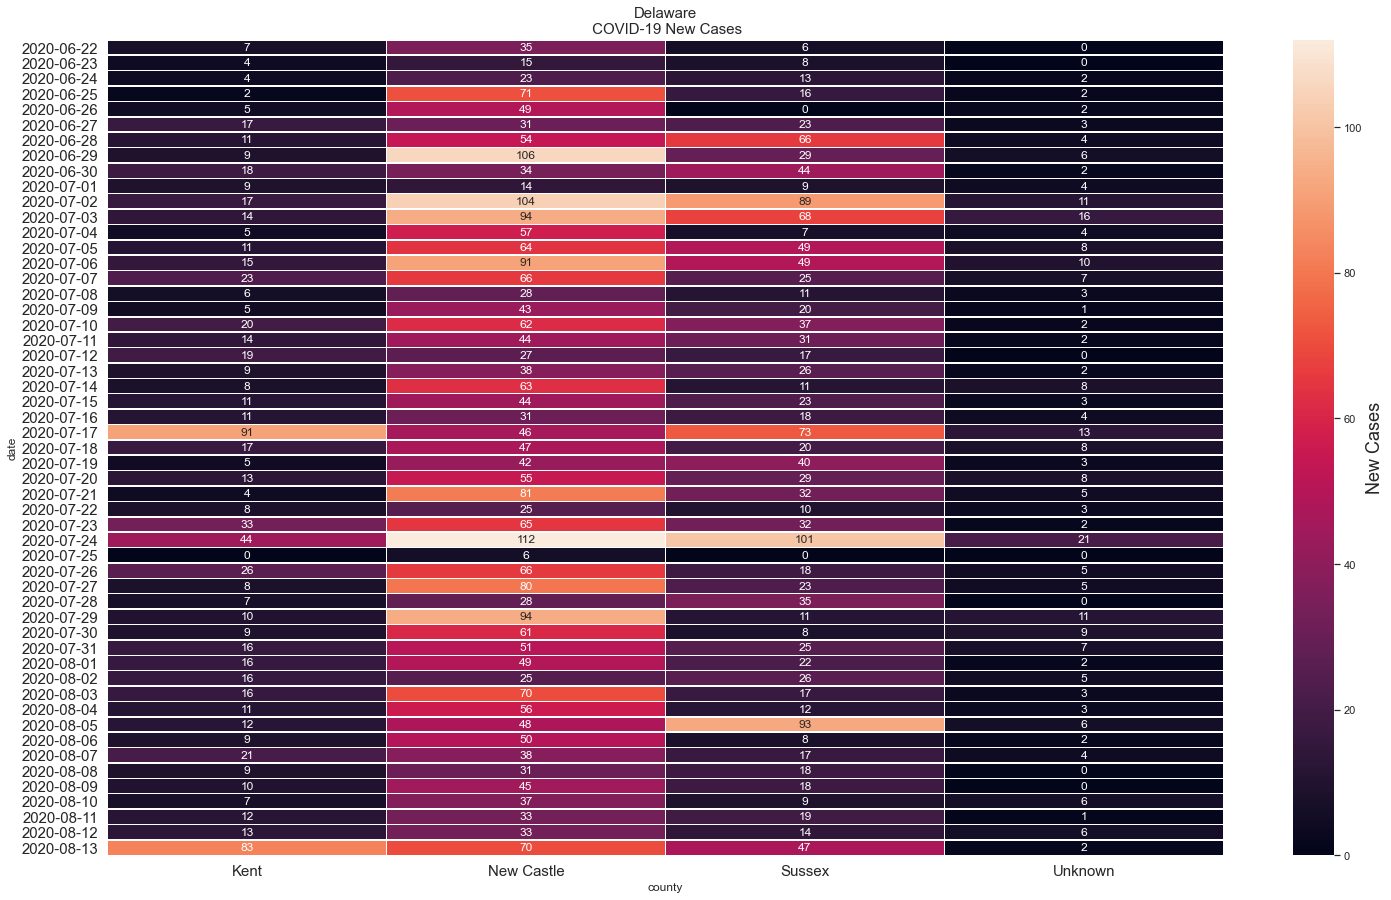 Delaware
COVID-19 New Cases
2020-06-22 7 35 6 0
2020-06-23 4 15 8 0
2020-06-24 4 23 13 2
2020-06-25 2 71 16 2
2020-06-26 5 49 0 2
2020-06-27 17 31 23 3
2020-06-28 11 54 66 4
2020-06-29 9 106 29 6
2020-06-30 18 34 44 2
2020-07-01 9 14 9 4
2020-07-02 17 104 89 11
2020-07-03 14 94 68 16
2020-07-04 5 57 7 4
2020-07-05 11 64 49 8
2020-07-06 15 91 49 10
2020-07-07 23 66 25 7
2020-07-08 6 28 11 3
2020-07-09 5 43 20 1
2020-07-10 20 62 37 2
2020-07-11 14 44 31 2
2020-07-12 19 27 17 0
2020-07-13 9 38 26 2
2020-07-14 8 63 11 8
2020-07-15 11 44 23 3
2020-07-16 11 31 18 4
2020-07-17 91 46 73 13
2020-07-18 17 47 20 8
2020-07-19 5 42 40 3
2020-07-20 13 55 29 8
2020-07-21 4 81 32 5
2020-07-22 8 25 10 3
2020-07-23 33 65 32 2
2020-07-24 44 112 101 21
2020-07-25 0 6 0 0
2020-07-26 26 66 18 5
2020-07-27 8 80 23 5
2020-07-28 7 28 35 0
2020-07-29 10 94 11 11
2020-07-30 9 61 8 9
2020-07-31 16 51 25 7
2020-08-01 16 49 22 2
2020-08-02 16 25 26 5
2020-08-03 16 70 17 3
2020-08-04 11 56 12 3
2020-08-05 12 48 93 6
2020-08-06 9 50 8 2
2020-08-07 21 38 17 4
2020-08-08 9 31 18 0
2020-08-09 10 45 18 0
2020-08-10 7 37 9 6
2020-08-11 12 33 19 1
2020-08-12 13 33 14 6
2020-08-13 83 70 47 2
Kent New Castle Sussex Unknown
county
date
100
80
60
40
20
0
New Cases